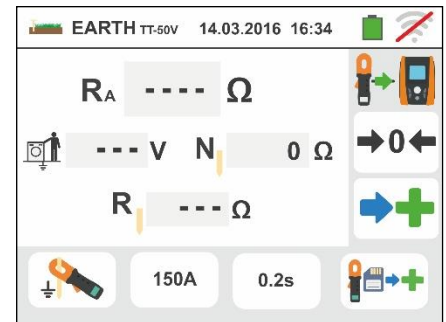 EARTH TT-50V 14.03.2016 16:34
RA ---- Ω
--- V N 0 Ω
→0←
R --- Ω
150A 0.2s